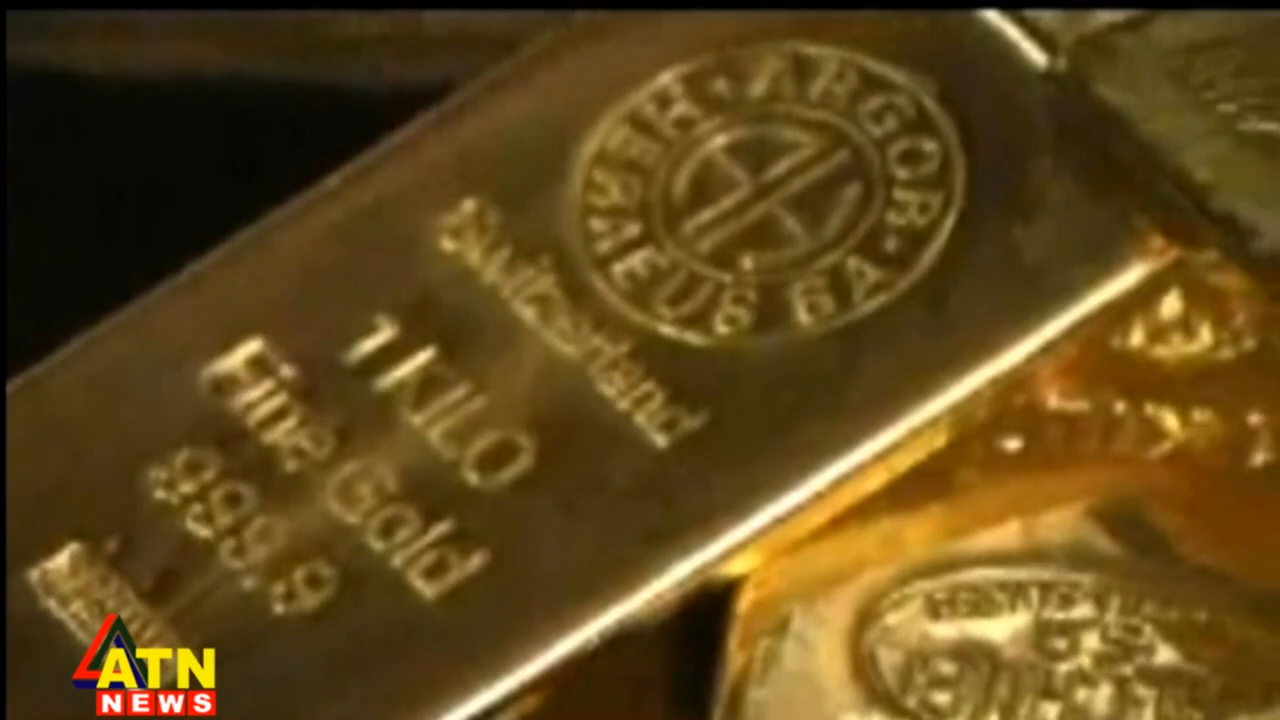 ARGOR · HERAEUS SA ·
Switzerland
1 KILO
Fine Gold
999,9
ATN
NEWS